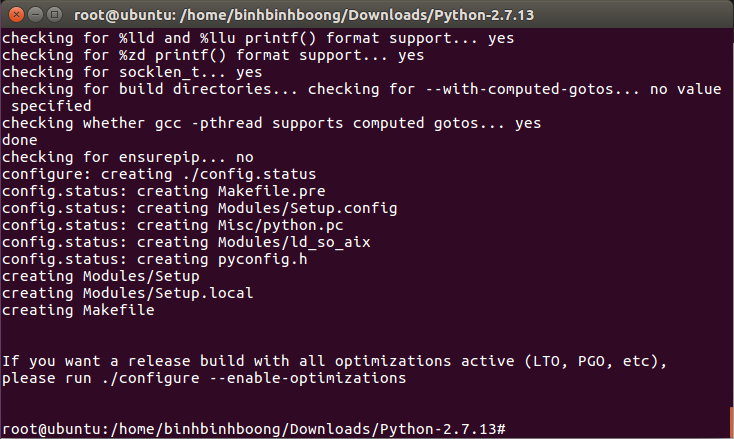 root@ubuntu: /home/binhbinhboong/Downloads/Python-2.7.13
checking for %lld and %llu printf() format support... yes
checking for %zd printf() format support... yes
checking for socklen_t... yes
checking for build directories... checking for --with-computed-gotos... no value
 specified
checking whether gcc -pthread supports computed gotos... yes
done
checking for ensurepip... no
configure: creating ./config.status
config.status: creating Makefile.pre
config.status: creating Modules/Setup.config
config.status: creating Misc/python.pc
config.status: creating Modules/ld_so_aix
config.status: creating pyconfig.h
creating Modules/Setup
creating Modules/Setup.local
creating Makefile
If you want a release build with all optimizations active (LTO, PGO, etc),
please run ./configure --enable-optimizations
root@ubuntu:/home/binhbinhboong/Downloads/Python-2.7.13#